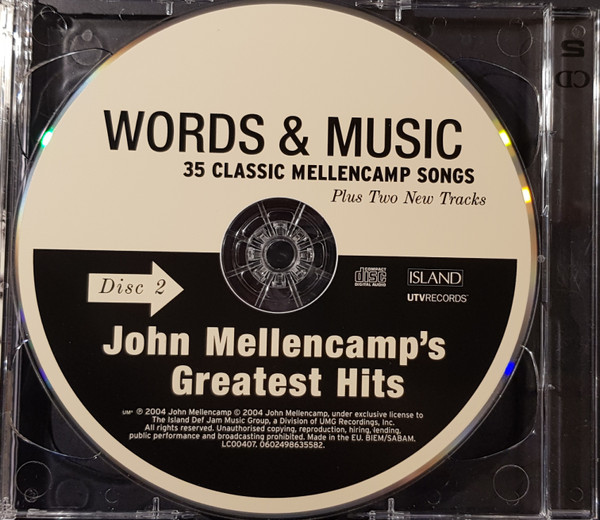 WORDS & MUSIC
35 CLASSIC MELLENCAMP SONGS
Plus Two New Tracks
2 CD
Disc 2
COMPACT
disc
DIGITAL AUDIO
ISLAND
UTVRECORDS
John Mellencamp's
Greatest Hits
℗ 2004 John Mellencamp © 2004 John Mellencamp, under exclusive license to
The Island Def Jam Music Group, a Division of UMG Recordings, Inc.
All rights reserved. Unauthorised copying, reproduction, hiring, lending,
public performance and broadcasting prohibited. Made in the EU. BIEM/SABAM.
LC00407. 0602498635582.